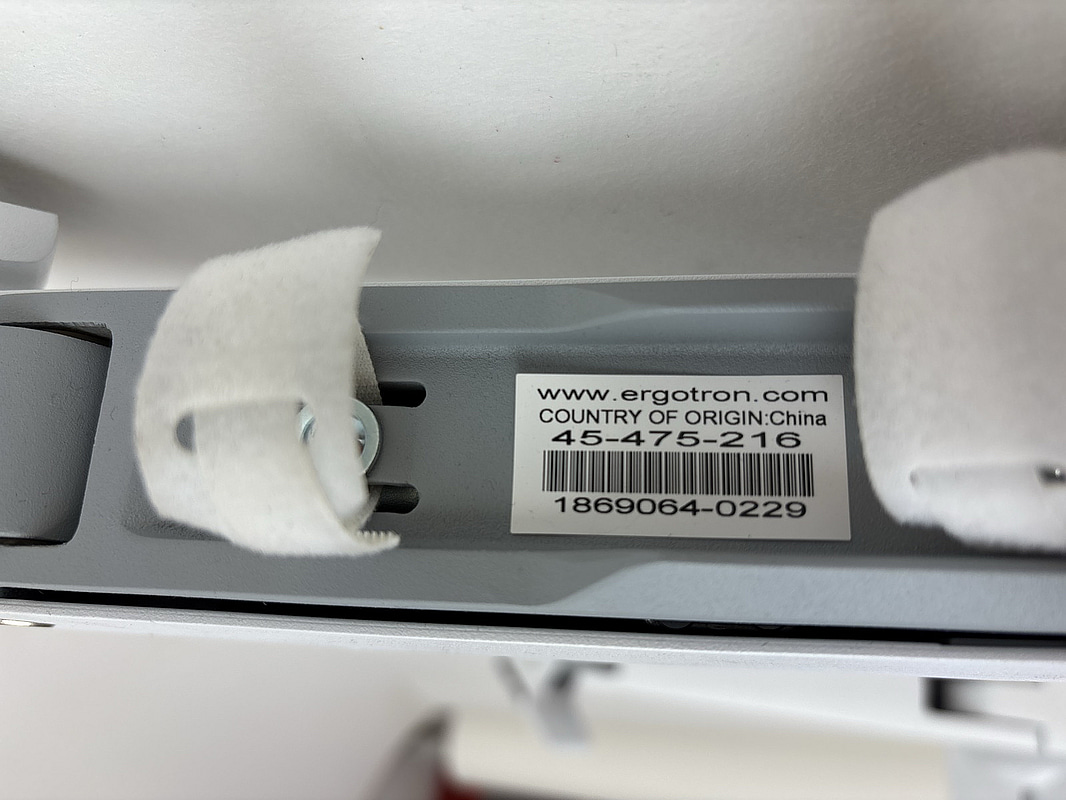 www.ergotron.com
COUNTRY OF ORIGIN:China
45-475-216
1869064-0229